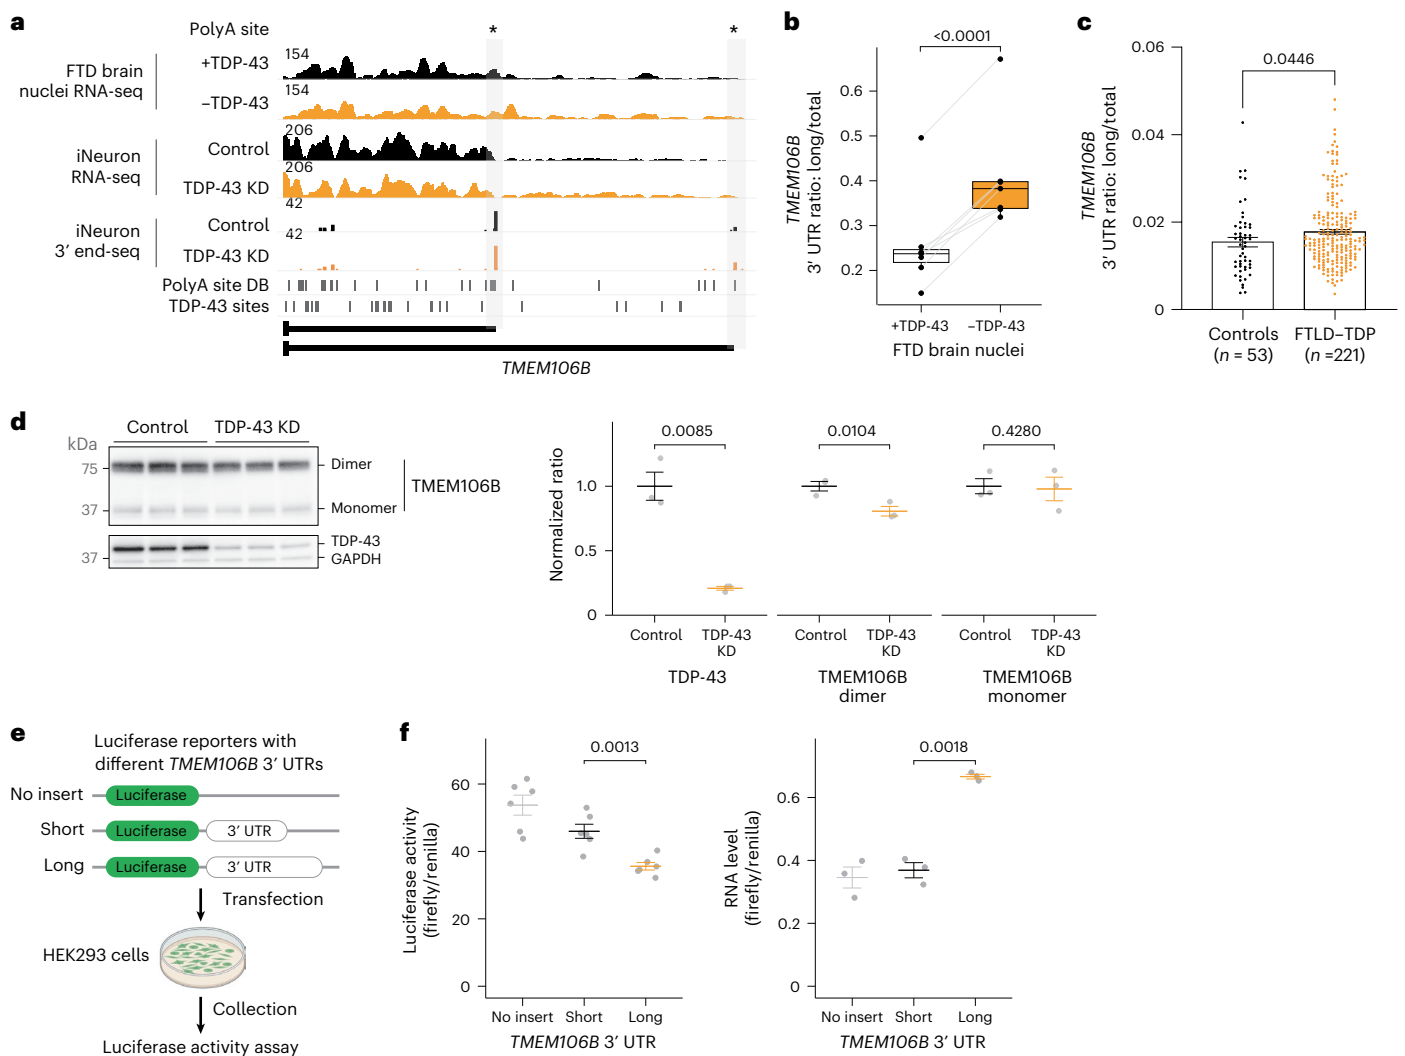 a
PolyA site
*
*
FTD brain
nuclei RNA-seq
+TDP-43
154
–TDP-43
154
iNeuron
RNA-seq
Control
206
TDP-43 KD
206
iNeuron
3′ end-seq
Control
42
TDP-43 KD
42
PolyA site DB
TDP-43 sites
TMEM106B
b
<0.0001
TMEM106B
3′ UTR ratio: long/total
0.6
0.5
0.4
0.3
0.2
+TDP-43
–TDP-43
FTD brain nuclei
c
0.0446
TMEM106B
3′ UTR ratio: long/total
0.06
0.04
0.02
0
Controls
(n = 53)
FTLD–TDP
(n =221)
d
Control
TDP-43 KD
kDa
75
37
37
Dimer
Monomer
TMEM106B
TDP-43
GAPDH
Normalized ratio
1.0
0.5
0
0.0085
0.0104
0.4280
Control
TDP-43
KD
Control
TDP-43
KD
Control
TDP-43
KD
TDP-43
TMEM106B
dimer
TMEM106B
monomer
e
Luciferase reporters with
different TMEM106B 3′ UTRs
No insert
Luciferase
Short
Luciferase
3′ UTR
Long
Luciferase
3′ UTR
Transfection
HEK293 cells
Collection
Luciferase activity assay
f
Luciferase activity
(firefly/renilla)
60
40
20
0
0.0013
No insert
Short
Long
TMEM106B 3′ UTR
RNA level
(firefly/renilla)
0.6
0.4
0.2
0
0.0018
No insert
Short
Long
TMEM106B 3′ UTR